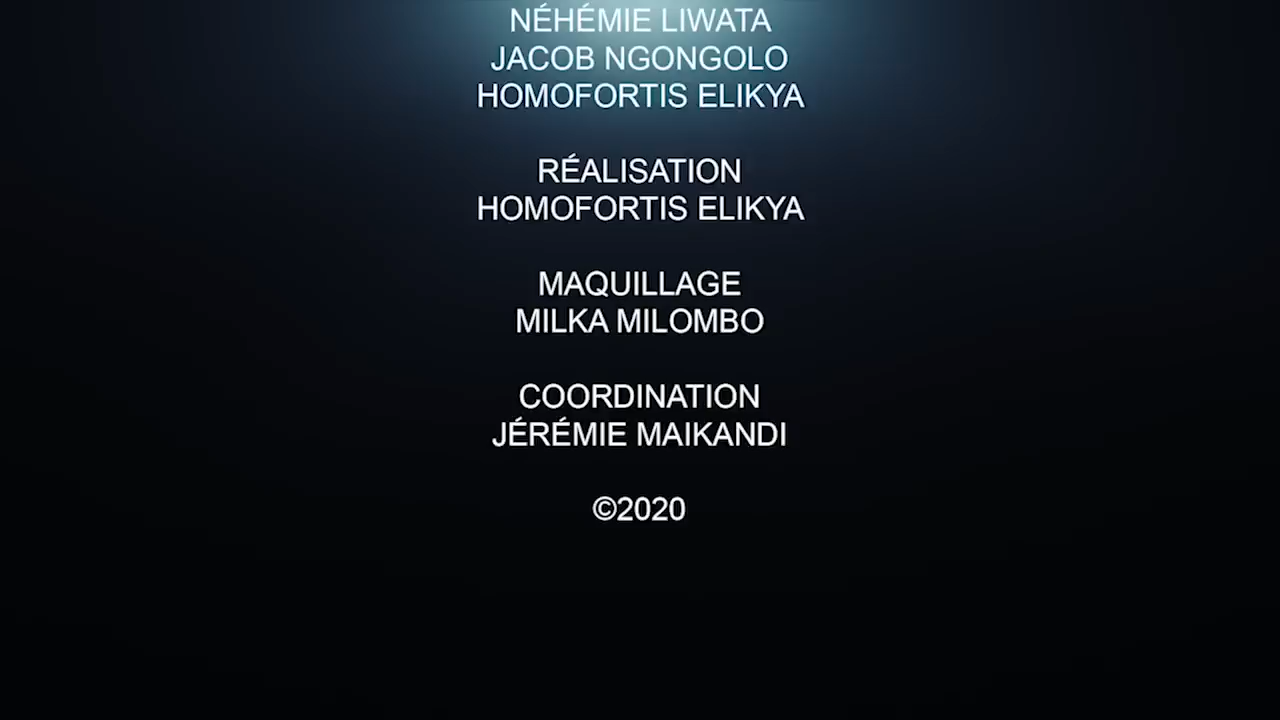 NÉHÉMIE LIWATA
JACOB NGONGOLO
HOMOFORTIS ELIKYA
RÉALISATION
HOMOFORTIS ELIKYA
MAQUILLAGE
MILKA MILOMBO
COORDINATION
JÉRÉMIE MAIKANDI
©2020